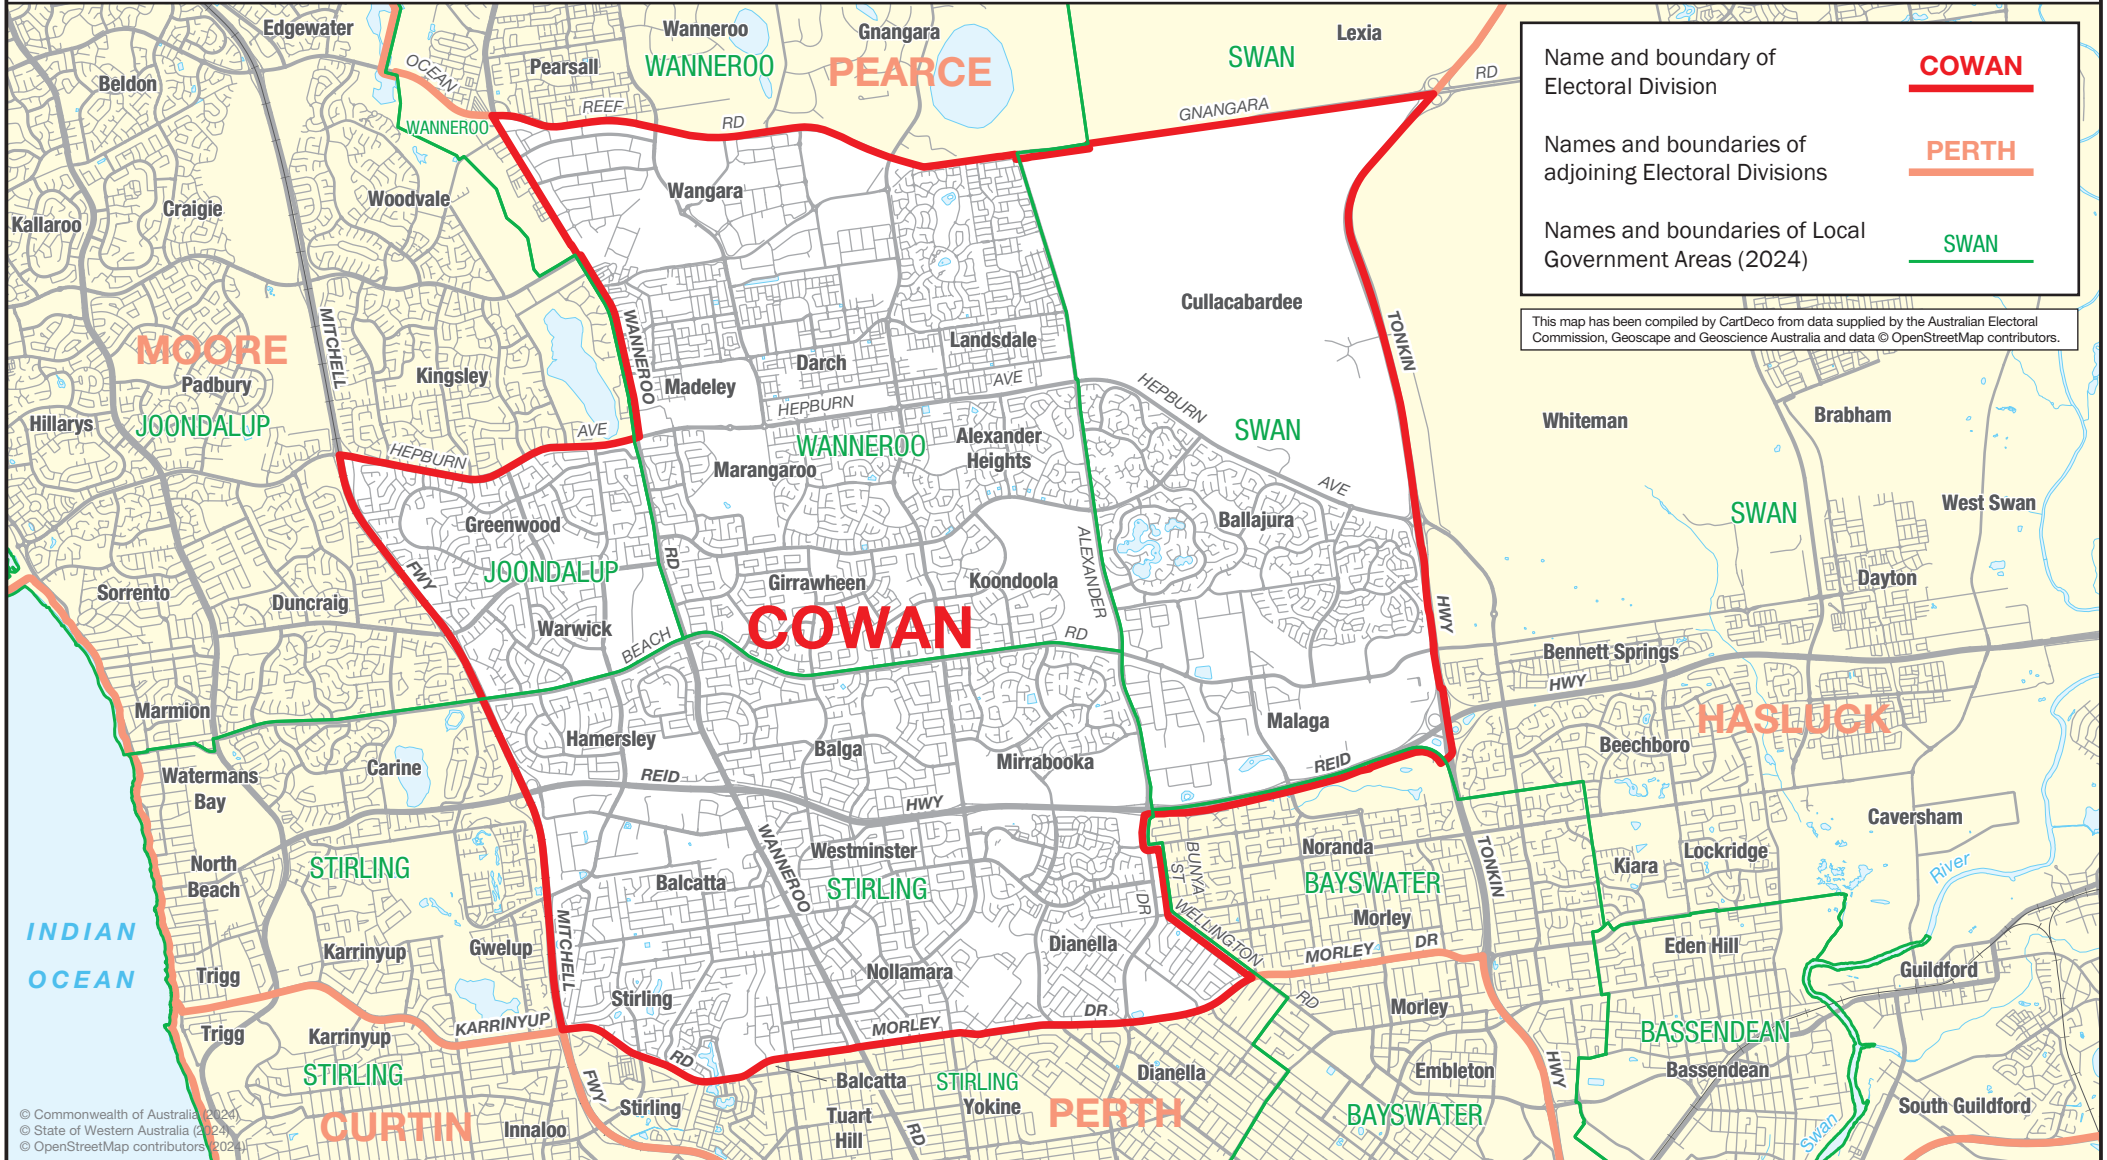 Edgewater
Wanneroo
Gnangara
Lexia
WANNEROO
PEARCE
SWAN
Pearsall
Beldon
OCEAN
REEF
RD
GNANGARA
RD
WANNEROO
Name and boundary of
Electoral Division
COWAN
Names and boundaries of
adjoining Electoral Divisions
PERTH
Names and boundaries of Local
Government Areas (2024)
SWAN
This map has been compiled by CartDeco from data supplied by the Australian Electoral
Commission, Geoscape and Geoscience Australia and data © OpenStreetMap contributors.
Woodvale
Wangara
Craigie
Kallaroo
Cullacabardee
MITCHELL
WANNEROO
TONKIN
MOORE
Landsdale
Darch
Padbury
Kingsley
Madeley
AVE
HEPBURN
HEPBURN
Hillarys
JOONDALUP
AVE
HEPBURN
WANNEROO
Alexander
Heights
SWAN
Whiteman
Brabham
Marangaroo
AVE
Greenwood
Ballajura
SWAN
West Swan
ALEXANDER
RD
FWY
JOONDALUP
Girrawheen
Koondoola
Dayton
Sorrento
Duncraig
HWY
Warwick
BEACH
COWAN
RD
Bennett Springs
HWY
Marmion
Hamersley
Balga
Mirrabooka
Malaga
HASLUCK
Beechboro
Watermans
Bay
Carine
REID
HWY
REID
Caversham
WANNEROO
Westminster
Noranda
TONKIN
Kiara
Lockridge
North
Beach
STIRLING
Balcatta
STIRLING
BUNYA
ST
BAYSWATER
River
DR
WELLINGTON
Morley
INDIAN
OCEAN
MITCHELL
Karrinyup
Gwelup
Dianella
MORLEY
DR
Eden Hill
Trigg
Nollamara
Guildford
Stirling
RD
Morley
KARRINYUP
MORLEY
DR
Trigg
Karrinyup
BASSENDEAN
STIRLING
RD
Balcatta
STIRLING
Dianella
Embleton
HWY
Bassendean
FWY
Stirling
Yokine
PERTH
BAYSWATER
South Guildford
CURTIN
Innaloo
Tuart
Hill
RD
Swan
© Commonwealth of Australia (2024)
© State of Western Australia (2024)
© OpenStreetMap contributors (2024)